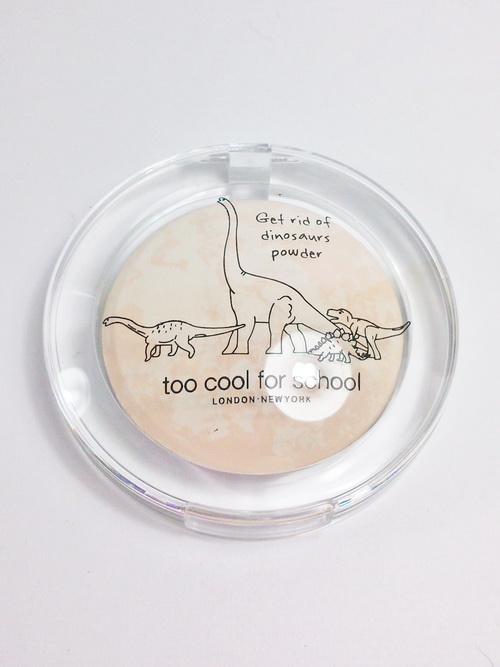 Get rid of
dinosaurs
powder
too cool for school
LONDON·NEWYORK